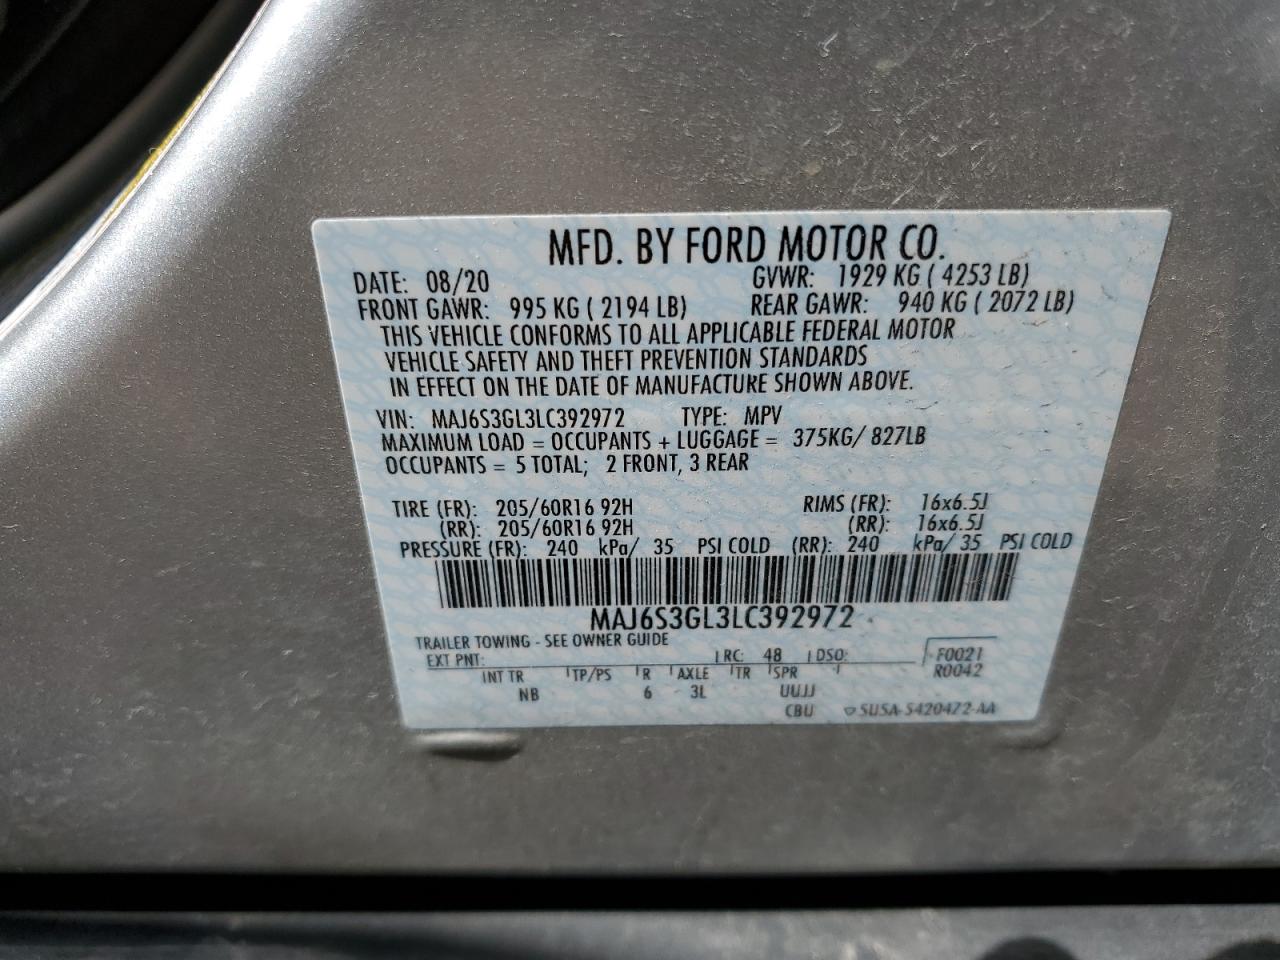 MFD. BY FORD MOTOR CO.
DATE: 08/20 GVWR: 1929 KG ( 4253 LB)
FRONT GAWR: 995 KG ( 2194 LB) REAR GAWR: 940 KG ( 2072 LB)
THIS VEHICLE CONFORMS TO ALL APPLICABLE FEDERAL MOTOR
VEHICLE SAFETY AND THEFT PREVENTION STANDARDS
IN EFFECT ON THE DATE OF MANUFACTURE SHOWN ABOVE.
VIN: MAJ6S3GL3LC392972 TYPE: MPV
MAXIMUM LOAD = OCCUPANTS + LUGGAGE = 375KG/ 827LB
OCCUPANTS = 5 TOTAL; 2 FRONT, 3 REAR
TIRE (FR): 205/60R16 92H RIMS (FR): 16x6.5J
(RR): 205/60R16 92H (RR): 16x6.5J
PRESSURE (FR): 240 kPa/ 35 PSI COLD (RR): 240 kPa/ 35 PSI COLD
MAJ6S3GL3LC392972
TRAILER TOWING - SEE OWNER GUIDE
EXT PNT: RC: 48 DSO: F0021
INT TR TP/PS R AXLE TR SPR R0042
NB 6 3L UUJJ
CBU 5U5A-5420472-AA